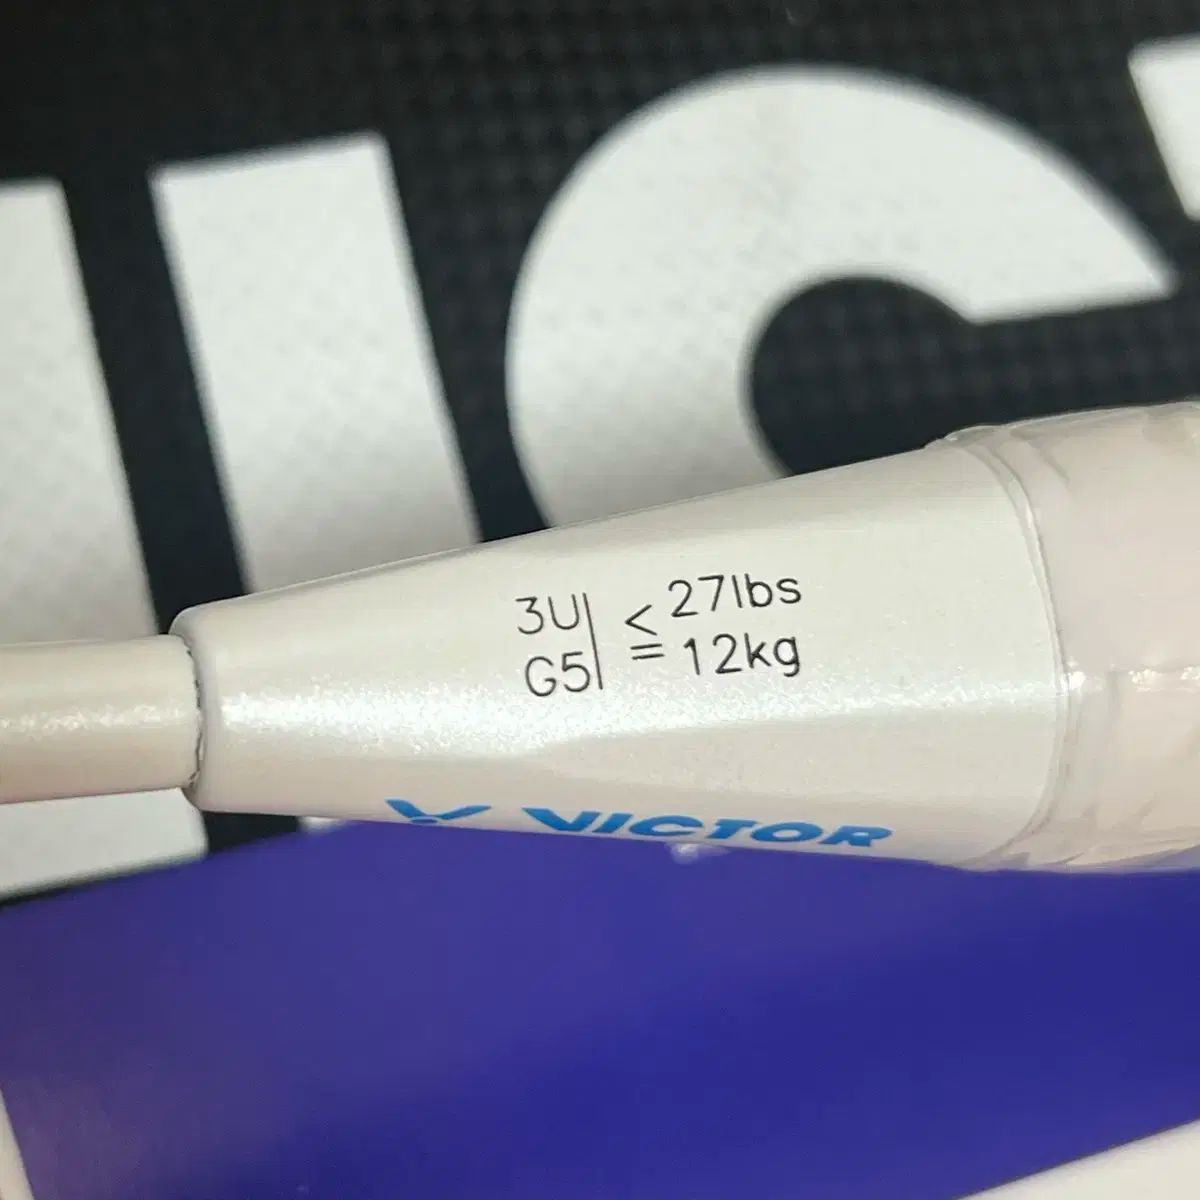 3U
G5
≤ 27lbs
12kg
VICTOR